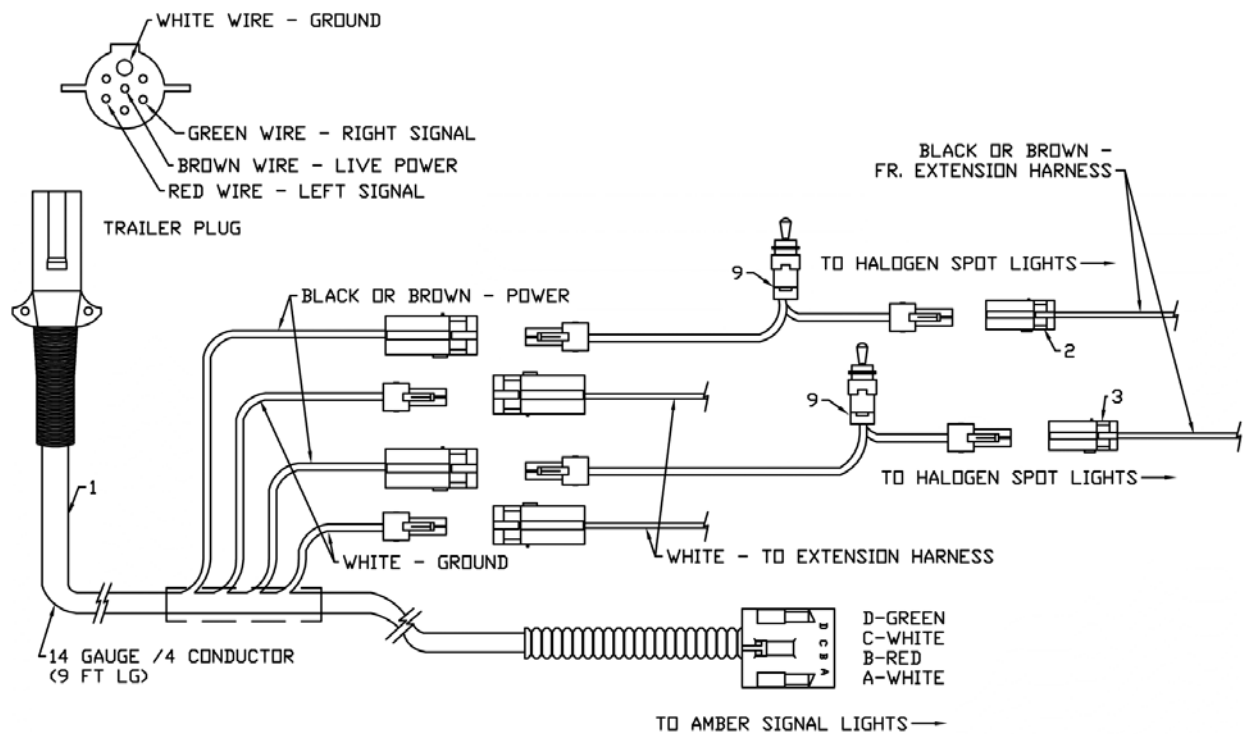 WHITE WIRE - GROUND
GREEN WIRE - RIGHT SIGNAL
BROWN WIRE - LIVE POWER
RED WIRE - LEFT SIGNAL
TRAILER PLUG
BLACK OR BROWN -
FR. EXTENSION HARNESS
9
TO HALOGEN SPOT LIGHTS
BLACK OR BROWN - POWER
2
9
3
TO HALOGEN SPOT LIGHTS
1
WHITE - GROUND
WHITE - TO EXTENSION HARNESS
14 GAUGE /4 CONDUCTOR
(9 FT LG)
D C B A
D-GREEN
C-WHITE
B-RED
A-WHITE
TO AMBER SIGNAL LIGHTS